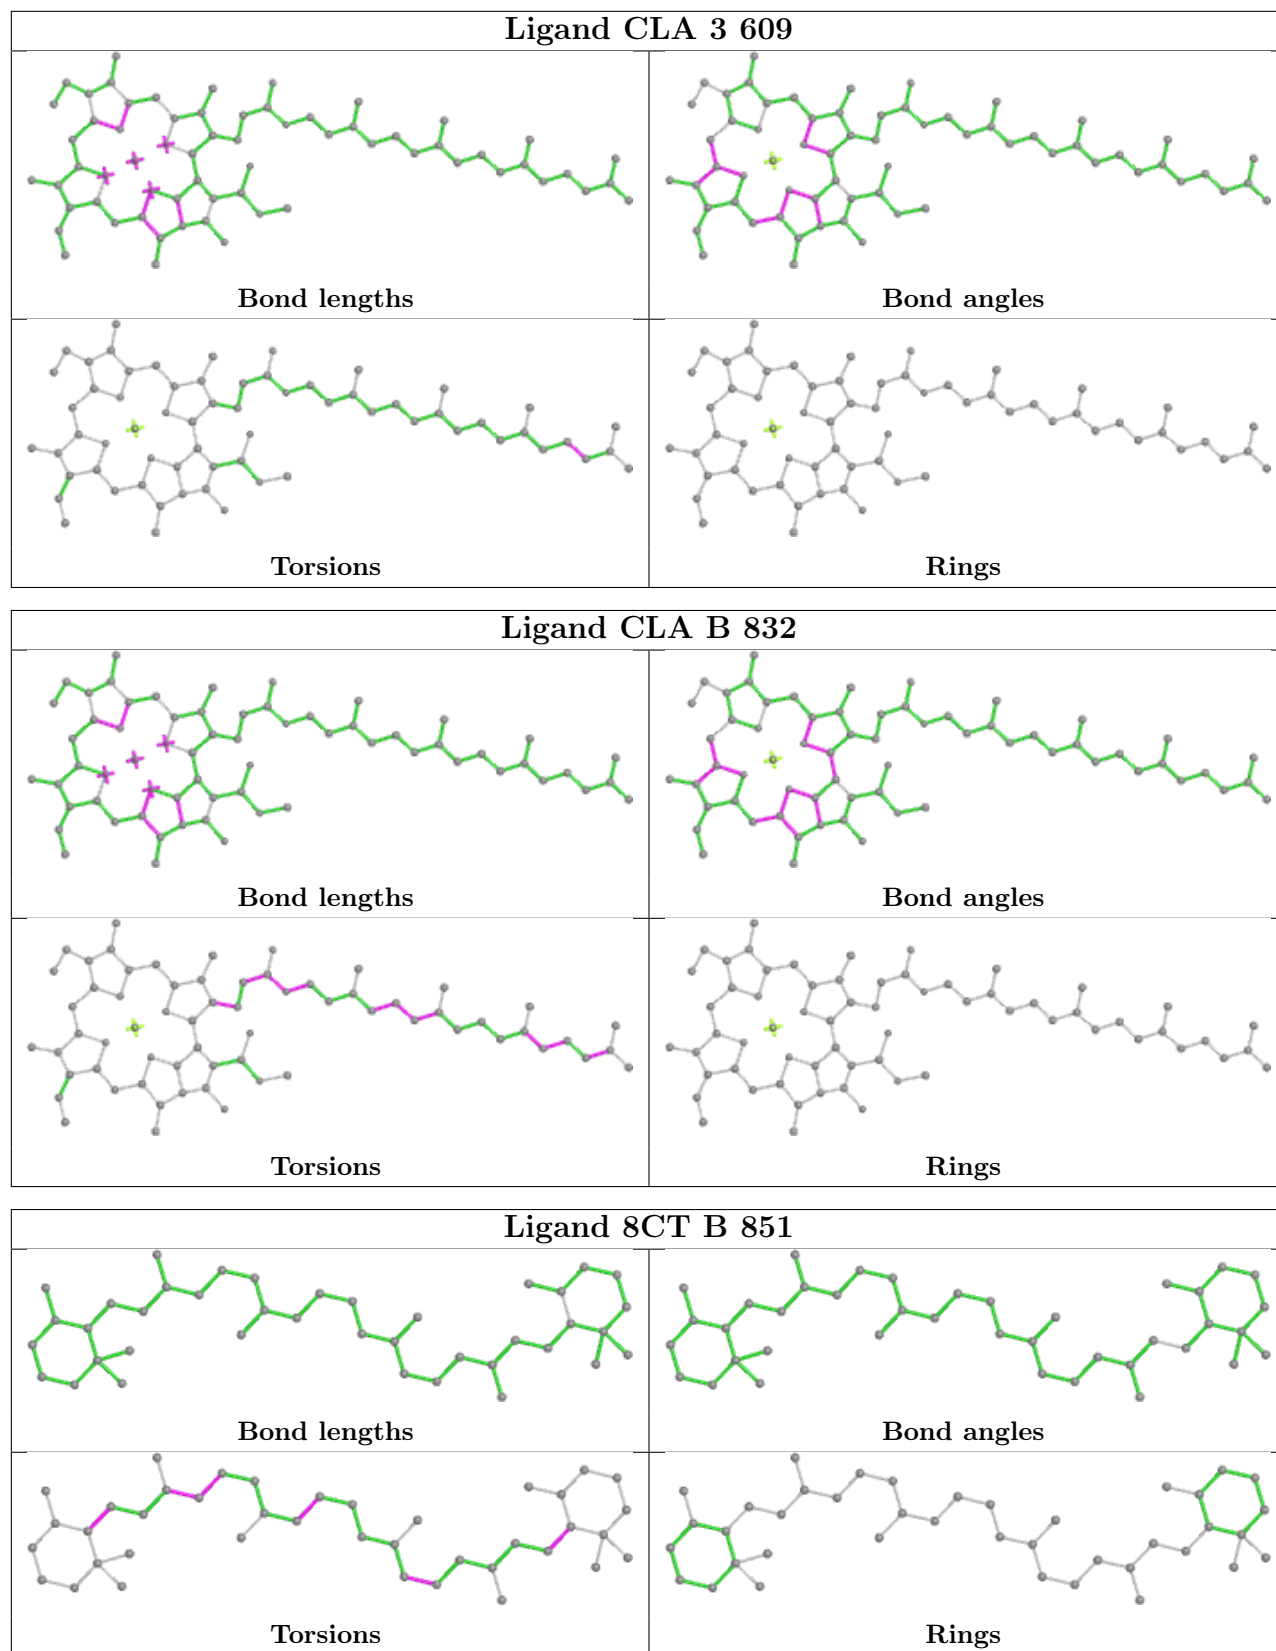 Ligand CLA 3 609
Bond lengths
Bond angles
Torsions
Rings
Ligand CLA B 832
Bond lengths
Bond angles
Torsions
Rings
Ligand 8CT B 851
Bond lengths
Bond angles
Torsions
Rings